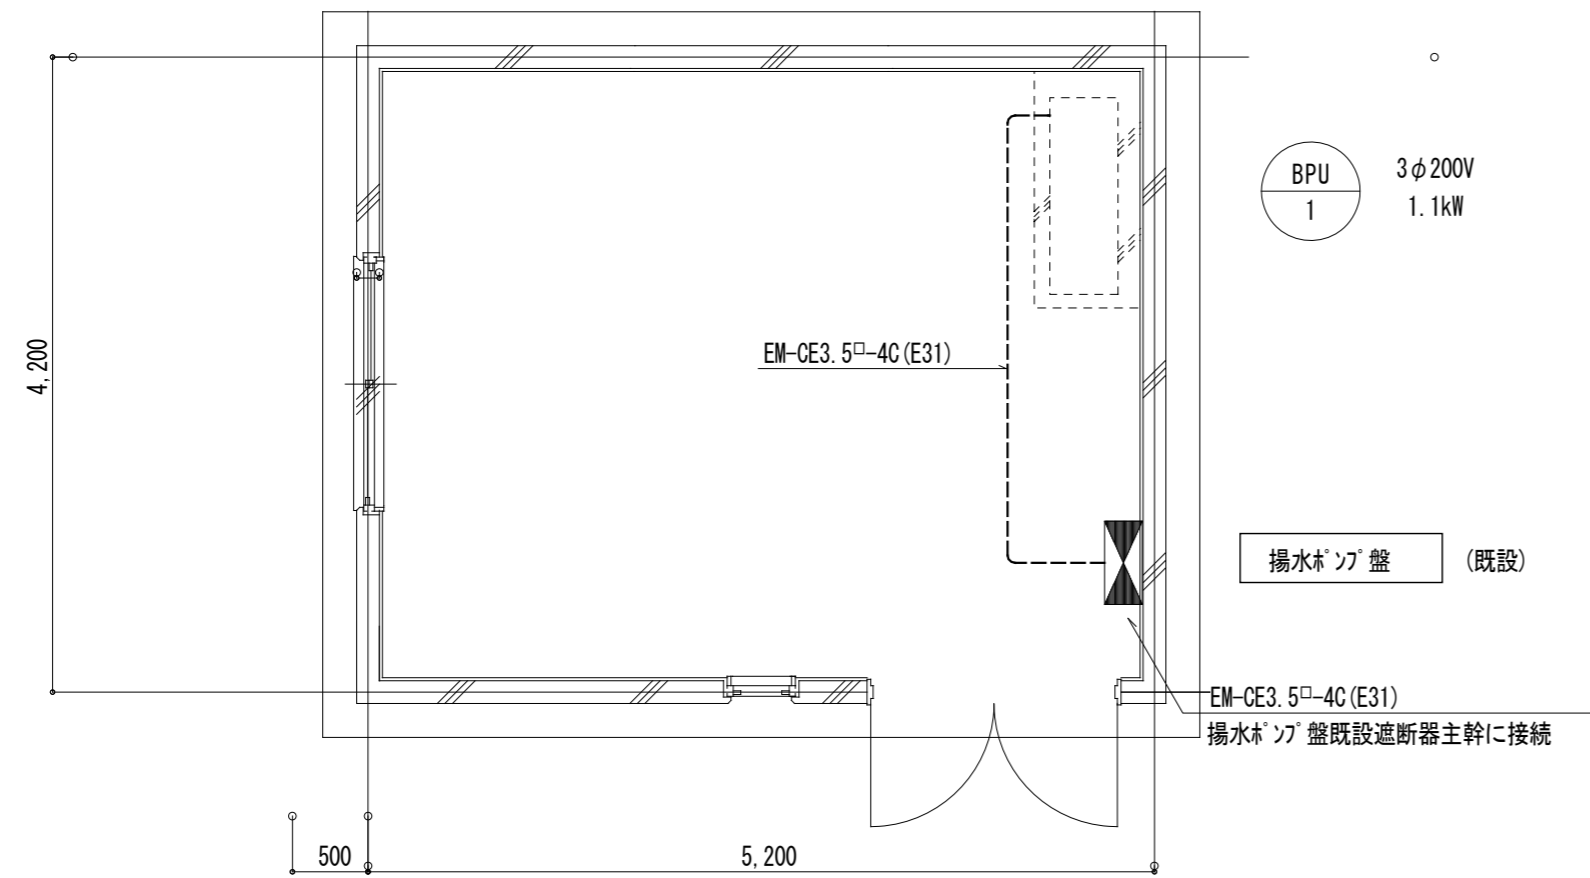 BPU
1
3φ200V
1.1kW
4,200
EM-CE3.5□-4C(E31)
揚水ﾎﾟﾝﾌﾟ盤
(既設)
EM-CE3.5□-4C(E31)
揚水ﾎﾟﾝﾌﾟ盤既設遮断器主幹に接続
500
5,200